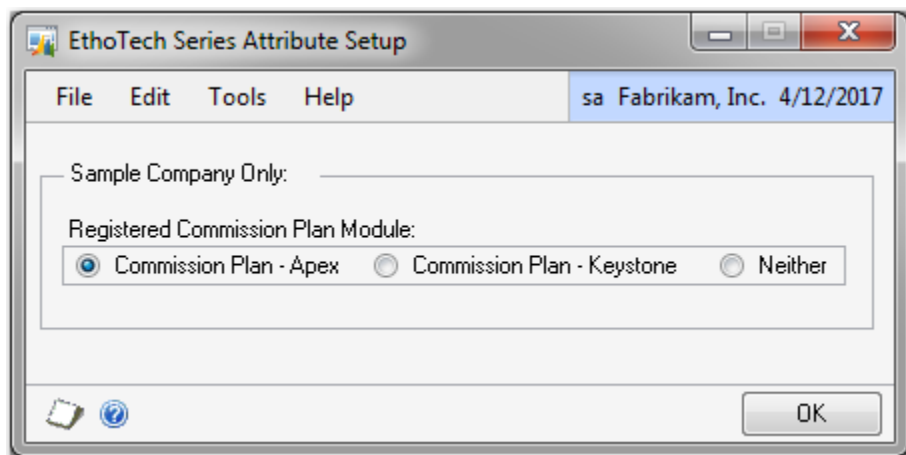 EthoTech Series Attribute Setup
File Edit Tools Help sa Fabrikam, Inc. 4/12/2017
Sample Company Only:
Registered Commission Plan Module:
Commission Plan - Apex Commission Plan - Keystone Neither
OK